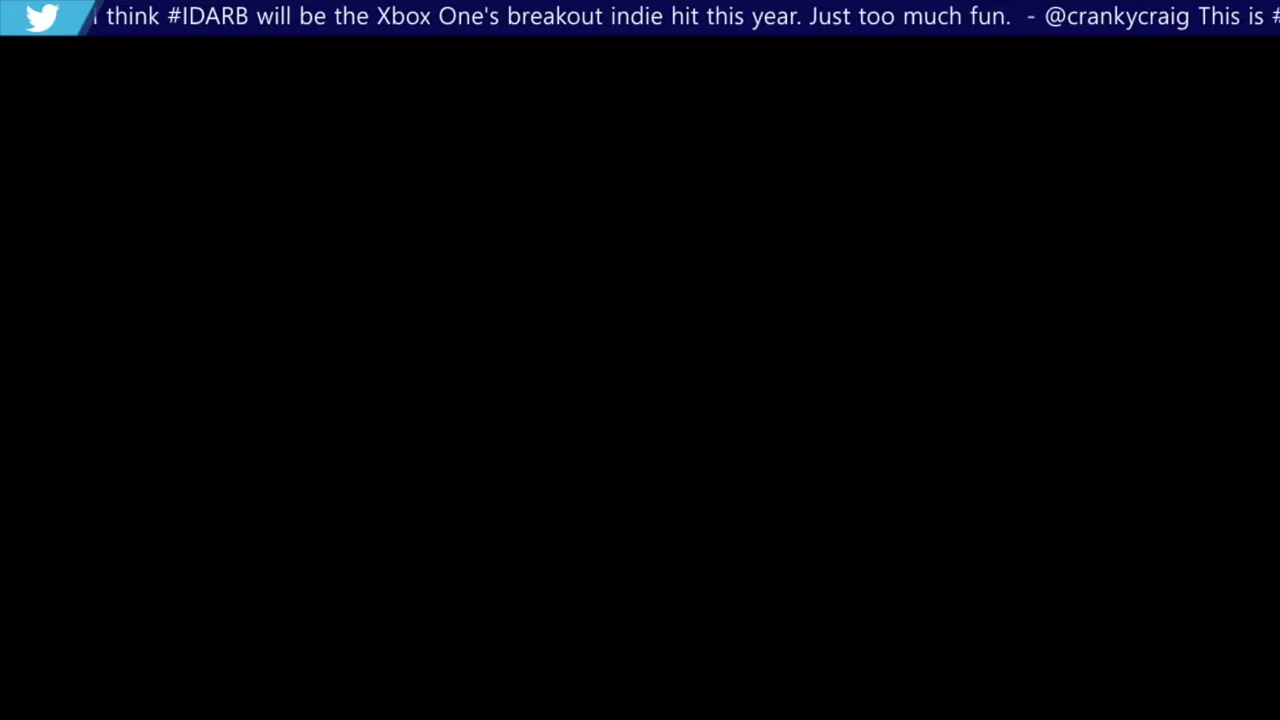 I think #IDARB will be the Xbox One's breakout indie hit this year. Just too much fun. - @crankycraig This is #